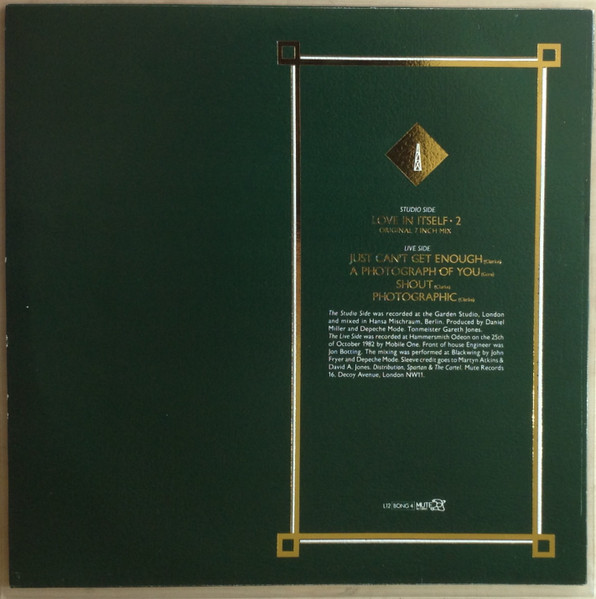 STUDIO SIDE
LOVE IN ITSELF · 2
ORIGINAL 7 INCH MIX
LIVE SIDE
JUST CAN'T GET ENOUGH (Clarke)
A PHOTOGRAPH OF YOU (Gore)
SHOUT (Clarke)
PHOTOGRAPHIC (Clarke)
The Studio Side was recorded at the Garden Studio, London
and mixed in Hansa Mischraum, Berlin. Produced by Daniel
Miller and Depeche Mode. Tonmeister Gareth Jones.
The Live Side was recorded at Hammersmith Odeon on the 25th
of October 1982 by Mobile One. Front of house Engineer was
Jon Botting. The mixing was performed at Blackwing by John
Fryer and Depeche Mode. Sleeve credit goes to Martyn Atkins &
David A. Jones. Distribution, Spartan & The Cartel. Mute Records
16, Decoy Avenue, London NW11.
L12 BONG 4 MUTE